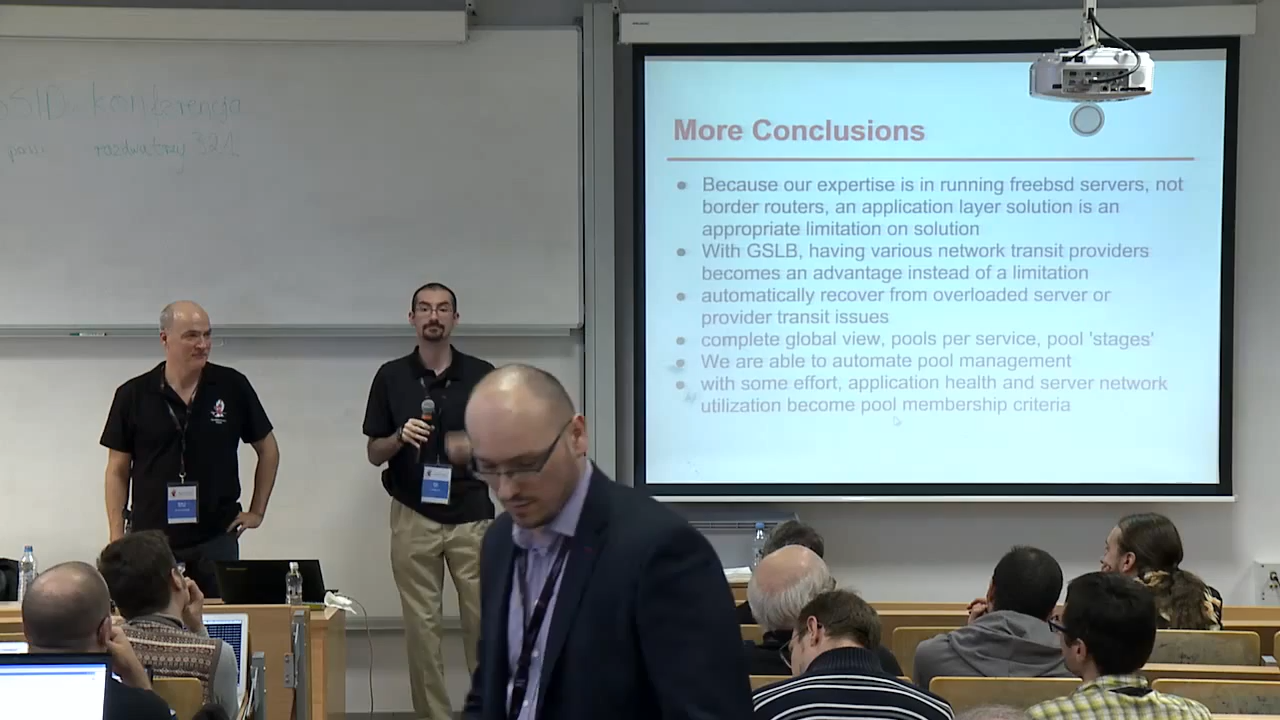 konferencja
rozdwatrzy321
More Conclusions
Because our expertise is in running freebsd servers, not
border routers, an application layer solution is an
appropriate limitation on solution
With GSLB, having various network transit providers
becomes an advantage instead of a limitation
automatically recover from overloaded server or
provider transit issues
complete global view, pools per service, pool 'stages'
We are able to automate pool management
with some effort, application health and server network
utilization become pool membership criteria